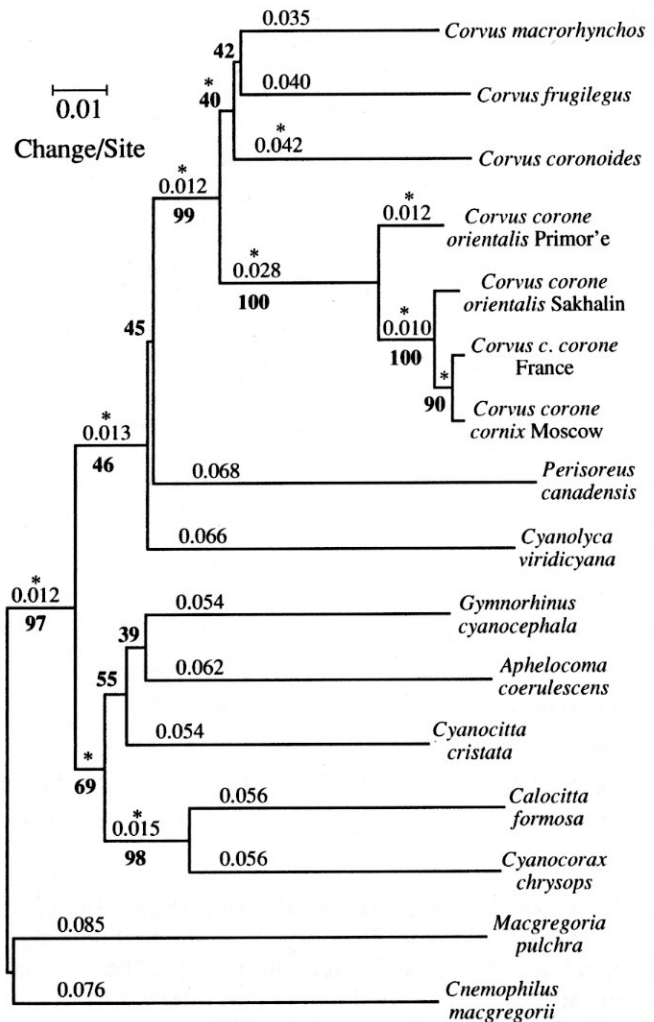 0.035
Corvus macrorhynchos
42
*
40
0.040
Corvus frugilegus
0.01
Change/Site
*
0.042
Corvus coronoides
*
0.012
99
*
0.012
Corvus corone
orientalis Primor'e
*
0.028
100
Corvus corone
orientalis Sakhalin
*
0.010
100
45
Corvus c. corone
France
*
90
Corvus corone
cornix Moscow
*
0.013
46
0.068
Perisoreus
canadensis
0.066
Cyanolyca
viridicyana
*
0.012
97
0.054
Gymnorhinus
cyanocephala
39
55
0.062
Aphelocoma
coerulescens
0.054
Cyanocitta
cristata
*
69
0.056
Calocitta
formosa
*
0.015
98
0.056
Cyanocorax
chrysops
0.085
Macgregoria
pulchra
0.076
Cnemophilus
macgregorii